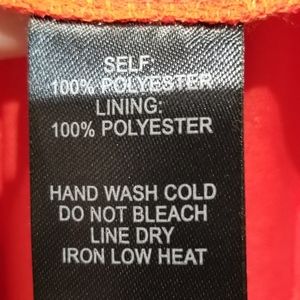 SELF:
100% POLYESTER
LINING:
100% POLYESTER
HAND WASH COLD
DO NOT BLEACH
LINE DRY
IRON LOW HEAT